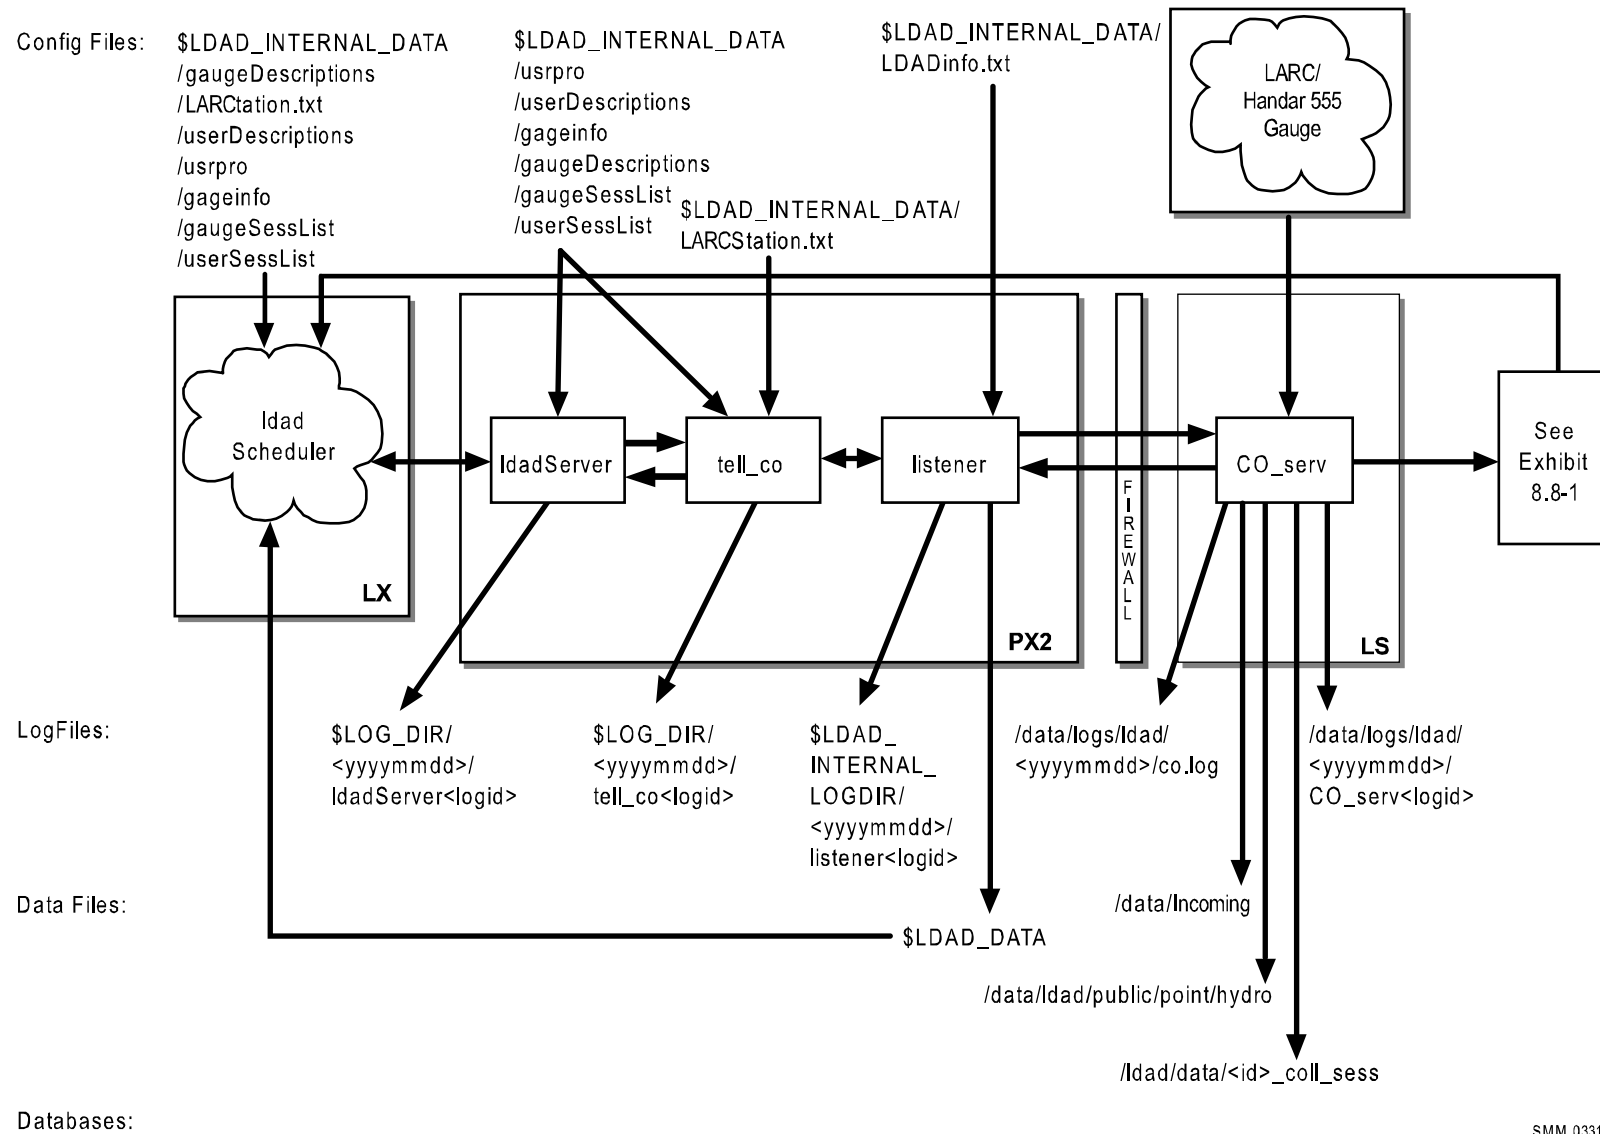 Config Files:
$LDAD_INTERNAL_DATA
/gaugeDescriptions
/LARCtation.txt
/userDescriptions
/usrpro
/gageinfo
/gaugeSessList
/userSessList
$LDAD_INTERNAL_DATA
/usrpro
/userDescriptions
/gageinfo
/gaugeDescriptions
/gaugeSessList
/userSessList
$LDAD_INTERNAL_DATA/
LARCStation.txt
$LDAD_INTERNAL_DATA/
LDADinfo.txt
LARC/
Handar 555
Gauge
ldad
Scheduler
LX
ldadServer
tell_co
listener
PX2
FIREWALL
CO_serv
LS
See
Exhibit
8.8-1
LogFiles:
$LOG_DIR/
<yyyymmdd>/
ldadServer<logid>
$LOG_DIR/
<yyyymmdd>/
tell_co<logid>
$LDAD_
INTERNAL_
LOGDIR/
<yyyymmdd>/
listener<logid>
/data/logs/ldad/
<yyyymmdd>/co.log
/data/logs/ldad/
<yyyymmdd>/
CO_serv<logid>
Data Files:
$LDAD_DATA
/data/Incoming
/data/ldad/public/point/hydro
/ldad/data/<id>_coll_sess
Databases:
SMM_0331